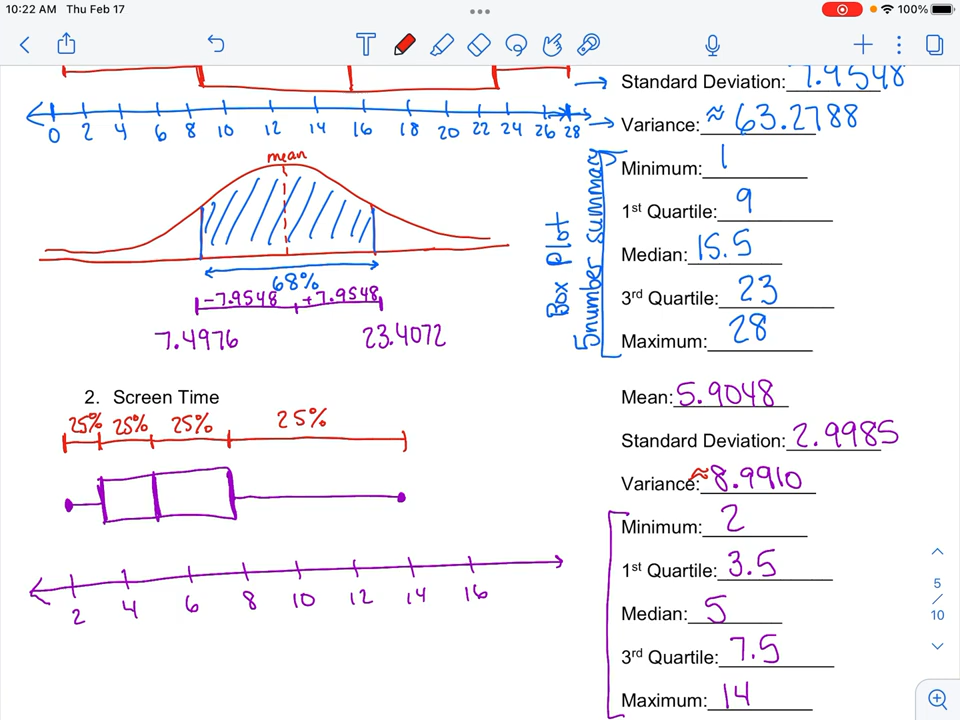 10:22 AM Thu Feb 17
100%
T
Standard Deviation: 7.9548
0 2 4 6 8 10 12 14 16 18 20 22 24 26 28
→ Variance: ≈ 63.2788
mean
Minimum: 1
1st Quartile: 9
Median: 15.5
3rd Quartile: 23
Maximum: 28
Box Plot
5number summary
68%
-7.9548 +7.9548
7.4976 23.4072
2. Screen Time
25% 25% 25% 25%
2 4 6 8 10 12 14 16
Mean: 5.9048
Standard Deviation: 2.9985
Variance: ≈8.9910
Minimum: 2
1st Quartile: 3.5
Median: 5
3rd Quartile: 7.5
Maximum: 14
5
/
10